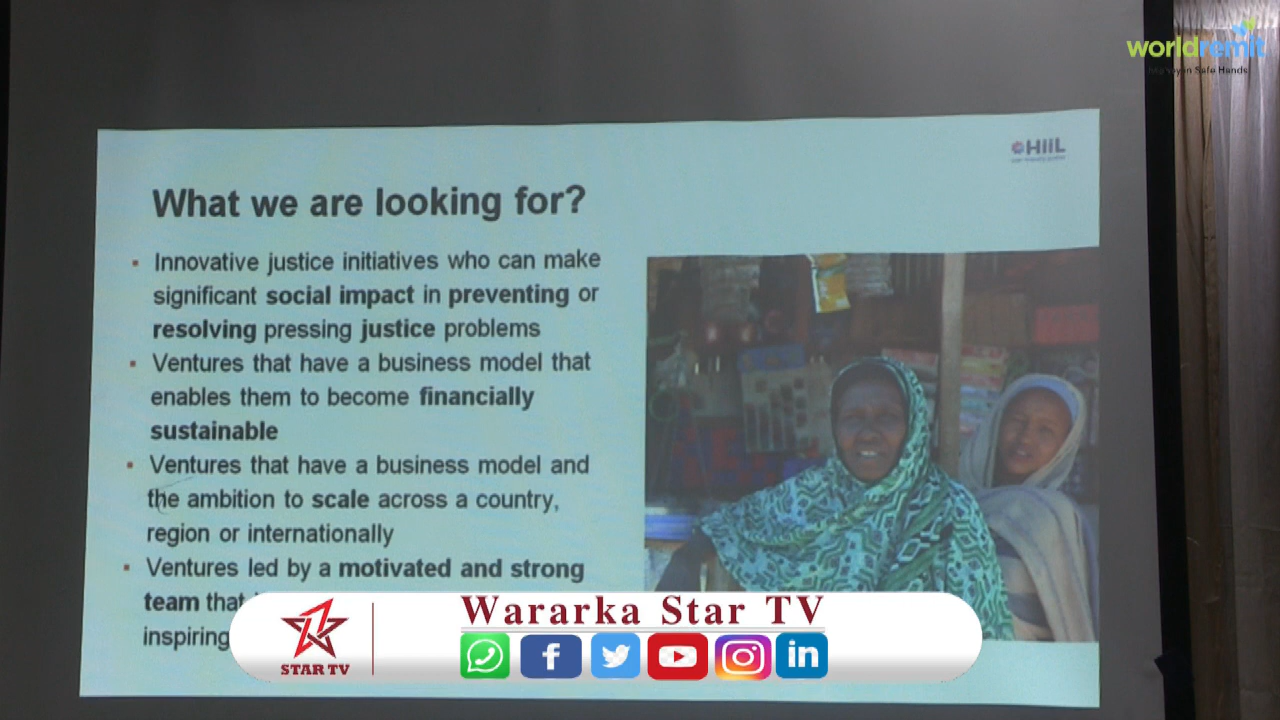 worldremit
HiiL
What we are looking for?
Innovative justice initiatives who can make
significant social impact in preventing or
resolving pressing justice problems
Ventures that have a business model that
enables them to become financially
sustainable
Ventures that have a business model and
the ambition to scale across a country,
region or internationally
Ventures led by a motivated and strong
team that
inspiring
Wararka Star TV
STAR TV